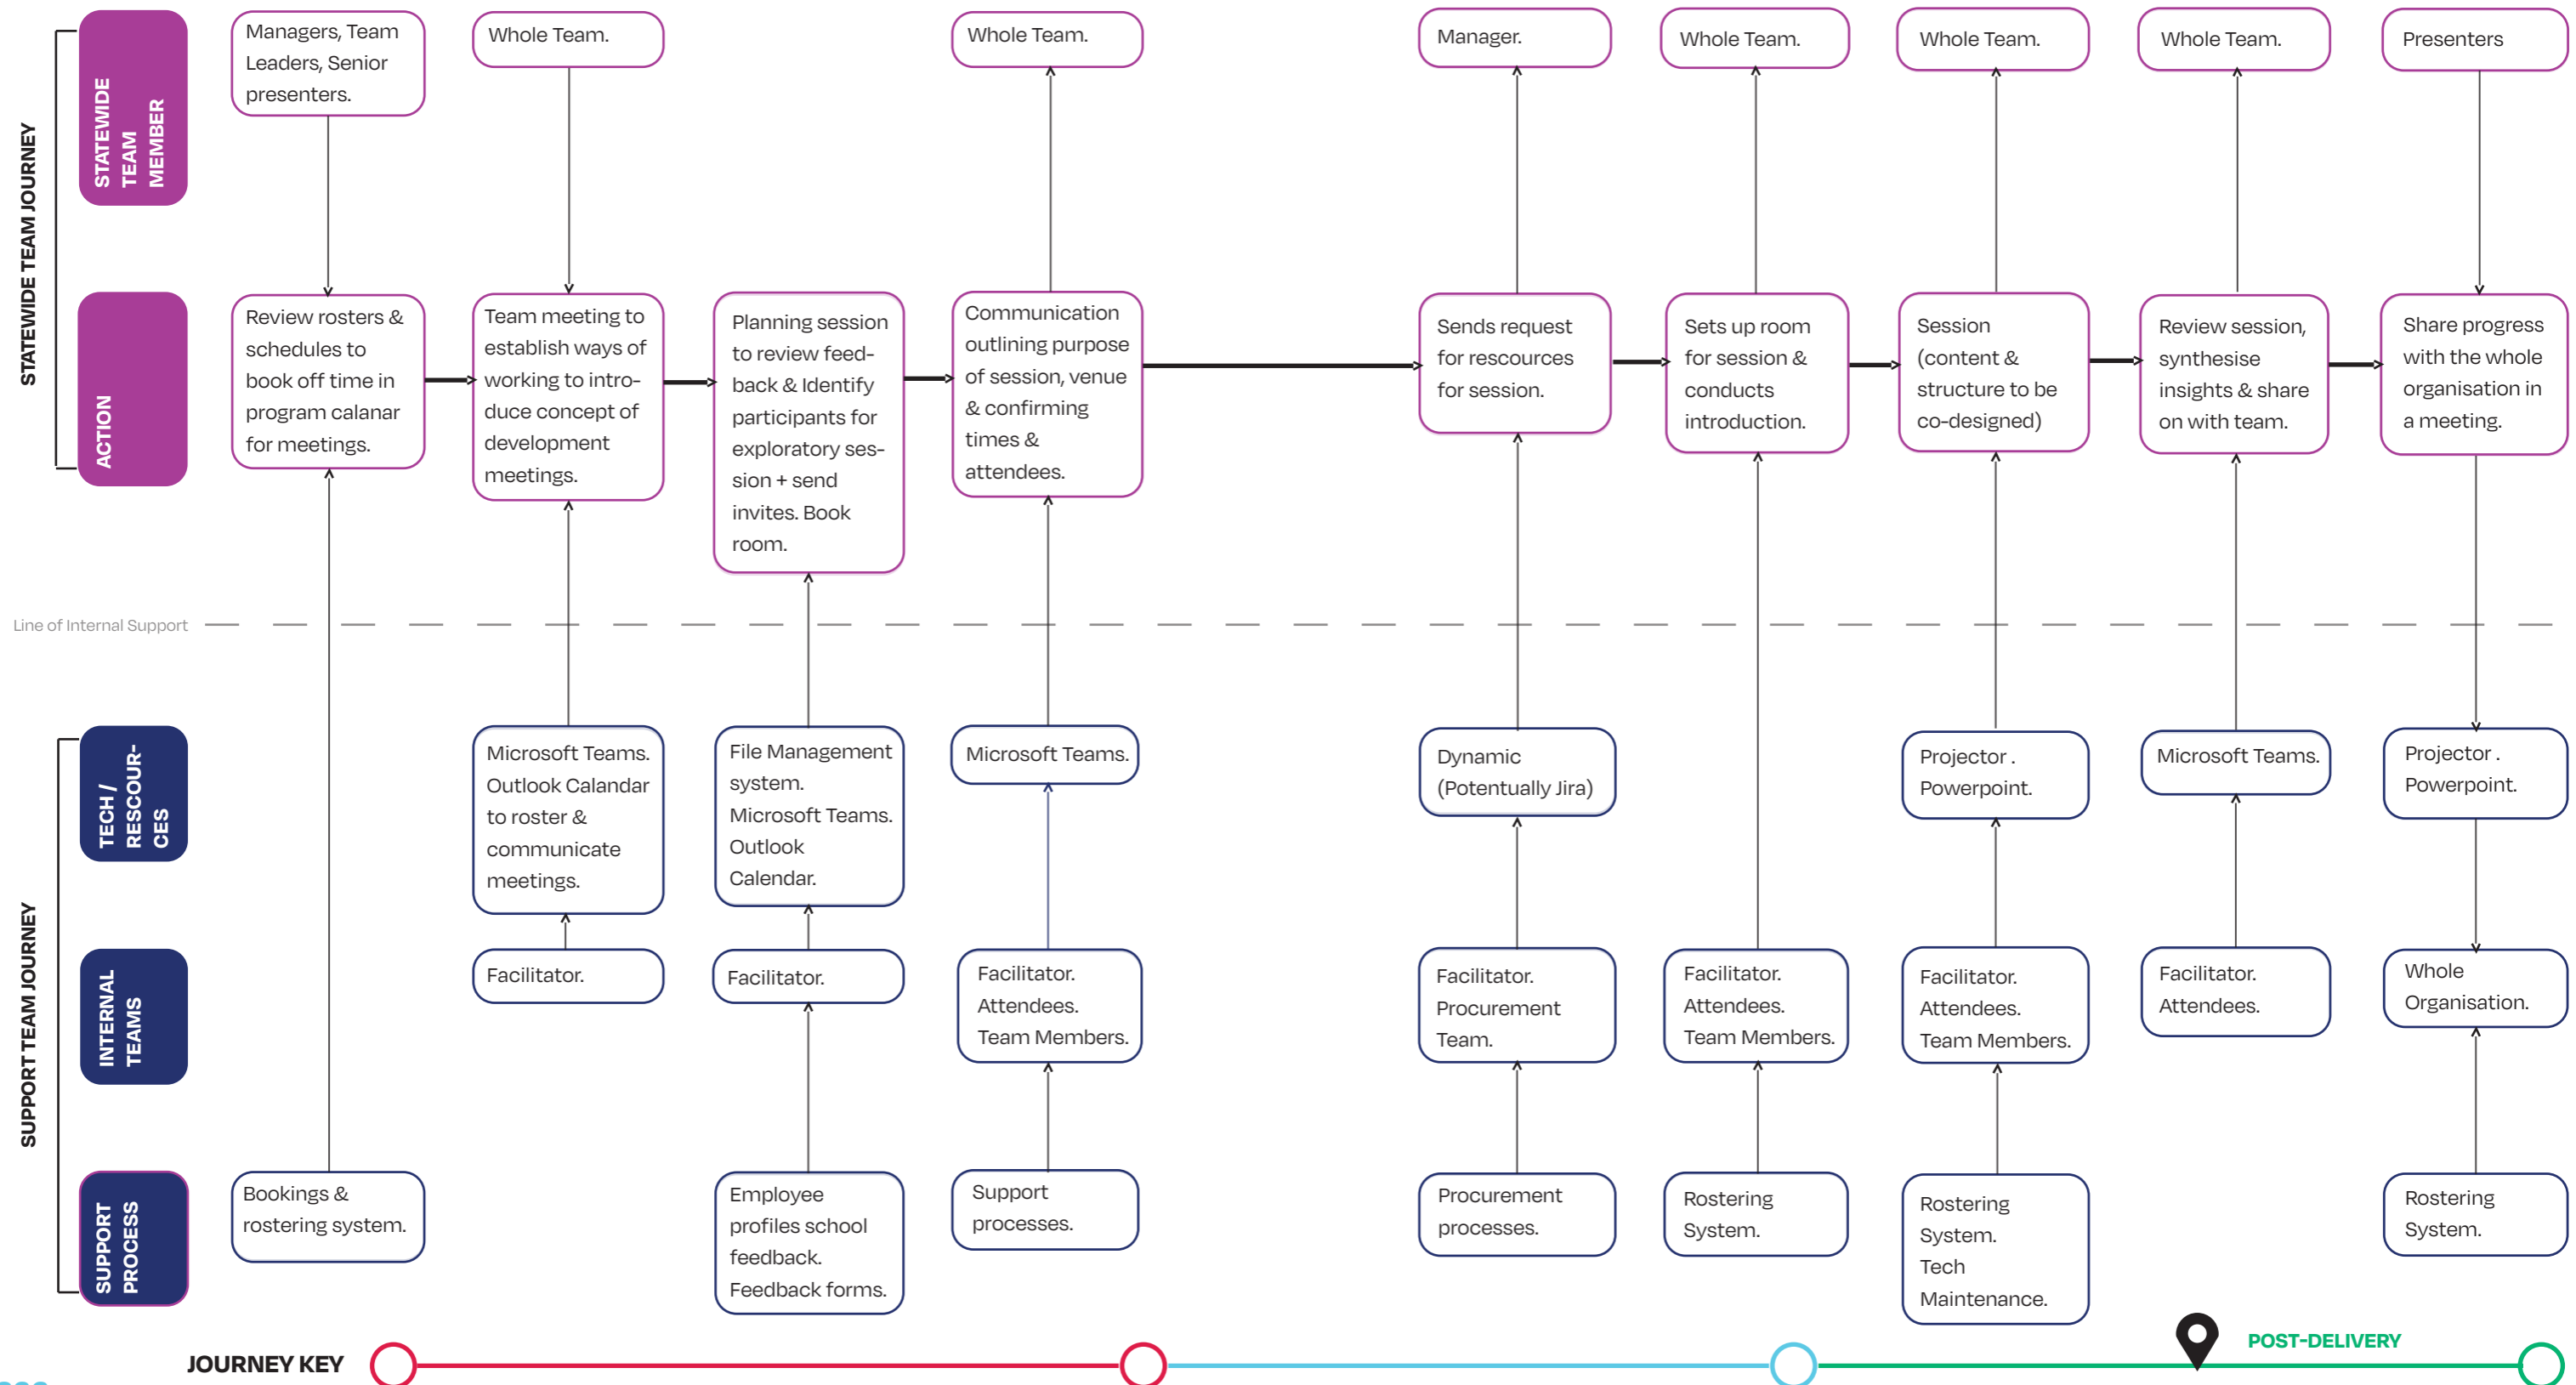 STATEWIDE TEAM JOURNEY
STATEWIDE
TEAM
MEMBER
Managers, Team
Leaders, Senior
presenters.
Whole Team.
Whole Team.
Manager.
Whole Team.
Whole Team.
Whole Team.
Presenters
ACTION
Review rosters &
schedules to
book off time in
program calanar
for meetings.
Team meeting to
establish ways of
working to intro-
duce concept of
development
meetings.
Planning session
to review feed-
back & Identify
participants for
exploratory ses-
sion + send
invites. Book
room.
Communication
outlining purpose
of session, venue
& confirming
times &
attendees.
Sends request
for rescources
for session.
Sets up room
for session &
conducts
introduction.
Session
(content &
structure to be
co-designed)
Review session,
synthesise
insights & share
on with team.
Share progress
with the whole
organisation in
a meeting.
Line of Internal Support
SUPPORT TEAM JOURNEY
TECH /
RESCOUR-
CES
Microsoft Teams.
Outlook Calandar
to roster &
communicate
meetings.
File Management
system.
Microsoft Teams.
Outlook
Calendar.
Microsoft Teams.
Dynamic
(Potentually Jira)
Projector .
Powerpoint.
Microsoft Teams.
Projector .
Powerpoint.
INTERNAL
TEAMS
Facilitator.
Facilitator.
Facilitator.
Attendees.
Team Members.
Facilitator.
Procurement
Team.
Facilitator.
Attendees.
Team Members.
Facilitator.
Attendees.
Team Members.
Facilitator.
Attendees.
Whole
Organisation.
SUPPORT
PROCESS
Bookings &
rostering system.
Employee
profiles school
feedback.
Feedback forms.
Support
processes.
Procurement
processes.
Rostering
System.
Rostering
System.
Tech
Maintenance.
Rostering
System.
JOURNEY KEY
POST-DELIVERY